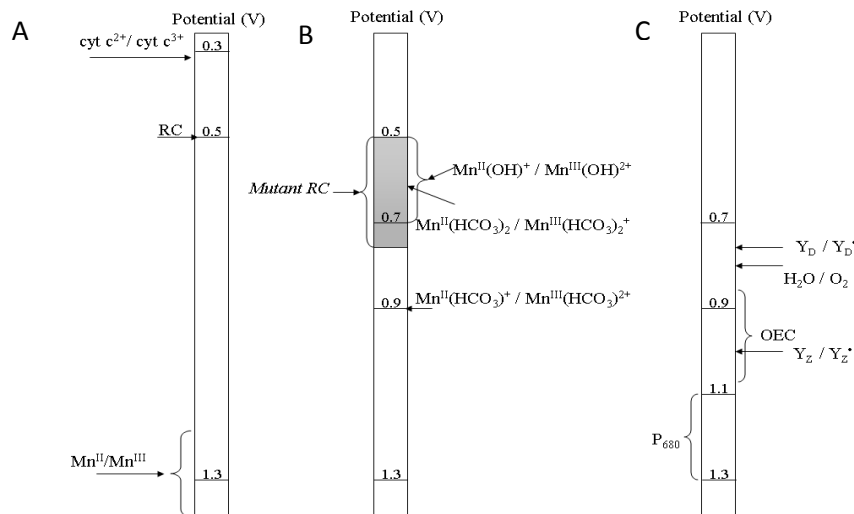 A
Potential (V)
cyt c²⁺/ cyt c³⁺
0.3
RC
0.5
Mn^II/Mn^III
1.3
B
Potential (V)
0.5
Mutant RC
Mn^II(OH)⁺ / Mn^III(OH)²⁺
0.7
Mn^II(HCO₃)₂ / Mn^III(HCO₃)₂⁺
0.9
Mn^II(HCO₃)⁺ / Mn^III(HCO₃)²⁺
1.3
C
Potential (V)
0.7
Y_D / Y_D•
H₂O / O₂
0.9
OEC
Y_Z / Y_Z•
1.1
P₆₈₀
1.3